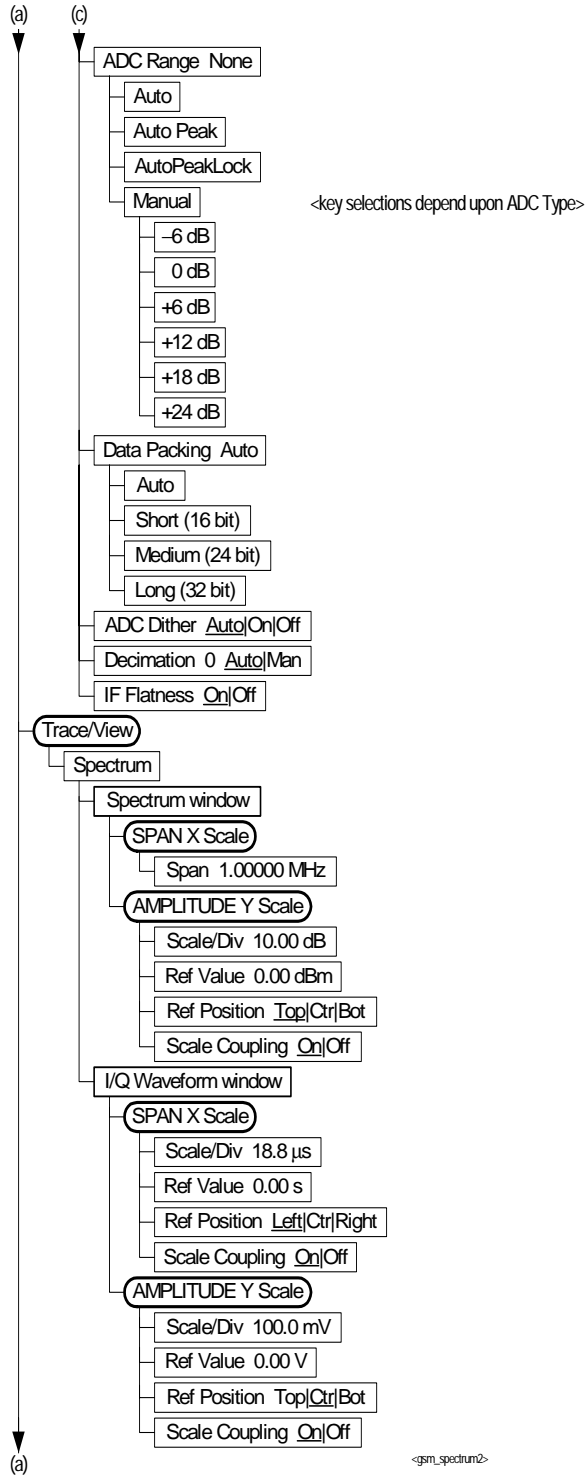 (a) (c)
ADC Range None
Auto
Auto Peak
AutoPeakLock
Manual <key selections depend upon ADC Type>
–6 dB
0 dB
+6 dB
+12 dB
+18 dB
+24 dB
Data Packing Auto
Auto
Short (16 bit)
Medium (24 bit)
Long (32 bit)
ADC Dither Auto|On|Off
Decimation 0 Auto|Man
IF Flatness On|Off
Trace/View
Spectrum
Spectrum window
SPAN X Scale
Span 1.00000 MHz
AMPLITUDE Y Scale
Scale/Div 10.00 dB
Ref Value 0.00 dBm
Ref Position Top|Ctr|Bot
Scale Coupling On|Off
I/Q Waveform window
SPAN X Scale
Scale/Div 18.8 µs
Ref Value 0.00 s
Ref Position Left|Ctr|Right
Scale Coupling On|Off
AMPLITUDE Y Scale
Scale/Div 100.0 mV
Ref Value 0.00 V
Ref Position Top|Ctr|Bot
Scale Coupling On|Off
(a) <gsm_spectrum2>